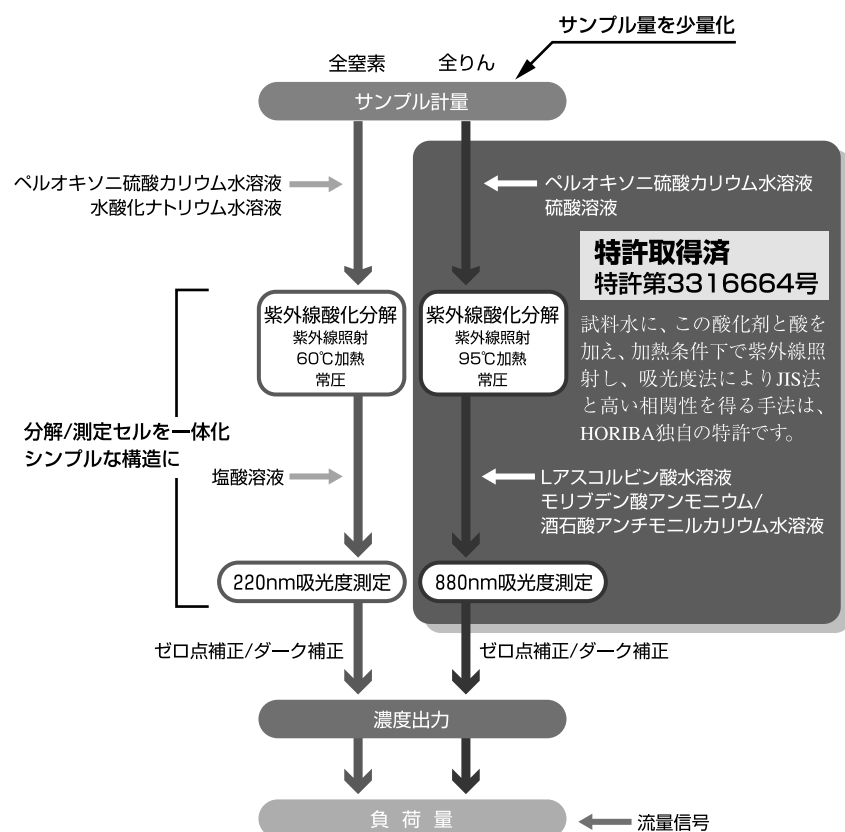 サンプル量を少量化
全窒素
全りん
サンプル計量
ペルオキソ二硫酸カリウム水溶液
水酸化ナトリウム水溶液
ペルオキソ二硫酸カリウム水溶液
硫酸溶液
特許取得済
特許第3316664号
試料水に、この酸化剤と酸を
加え、加熱条件下で紫外線照
射し、吸光度法によりJIS法
と高い相関性を得る手法は、
HORIBA独自の特許です。
紫外線酸化分解
紫外線照射
60℃加熱
常圧
紫外線酸化分解
紫外線照射
95℃加熱
常圧
分解/測定セルを一体化
シンプルな構造に
塩酸溶液
Lアスコルビン酸水溶液
モリブデン酸アンモニウム/
酒石酸アンチモニルカリウム水溶液
220nm吸光度測定
880nm吸光度測定
ゼロ点補正/ダーク補正
ゼロ点補正/ダーク補正
濃度出力
負荷量
流量信号